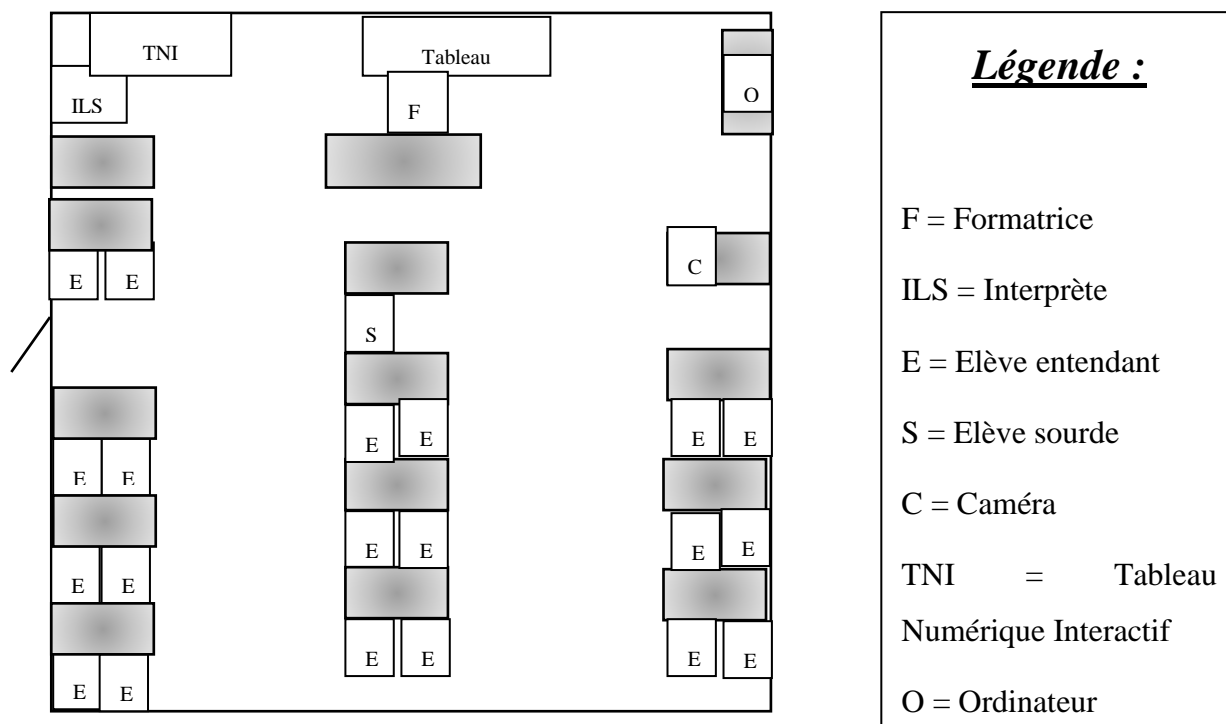 TNI
Tableau
O
ILS
F
E E
C
S
E E
E E
E E
E E
E E
E E
E E
E E
E E
Légende :
F = Formatrice
ILS = Interprète
E = Elève entendant
S = Elève sourde
C = Caméra
TNI = Tableau
Numérique Interactif
O = Ordinateur